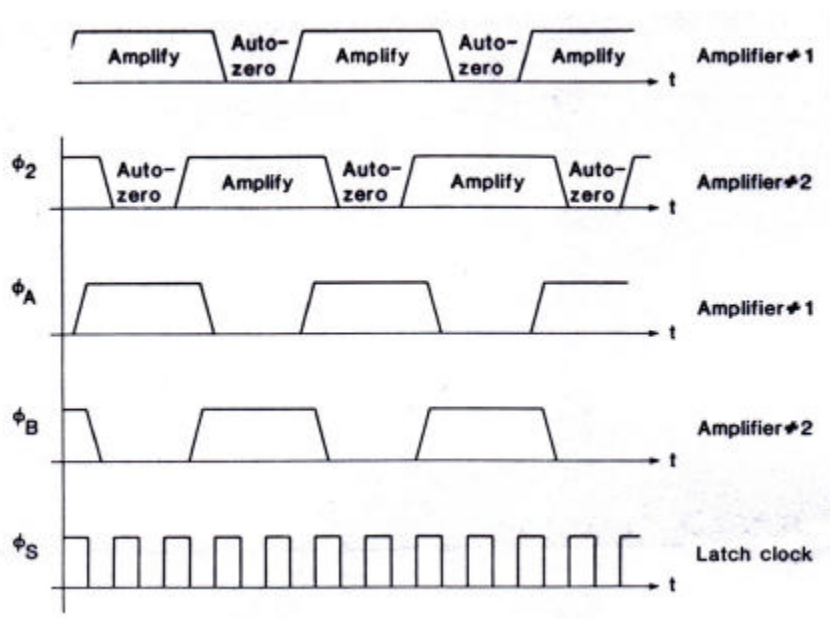 Amplify Auto-zero Amplify Auto-zero Amplify t Amplifier#1
ϕ2 Auto-zero Amplify Auto-zero Amplify Auto-zero t Amplifier#2
ϕA t Amplifier#1
ϕB t Amplifier#2
ϕS t Latch clock